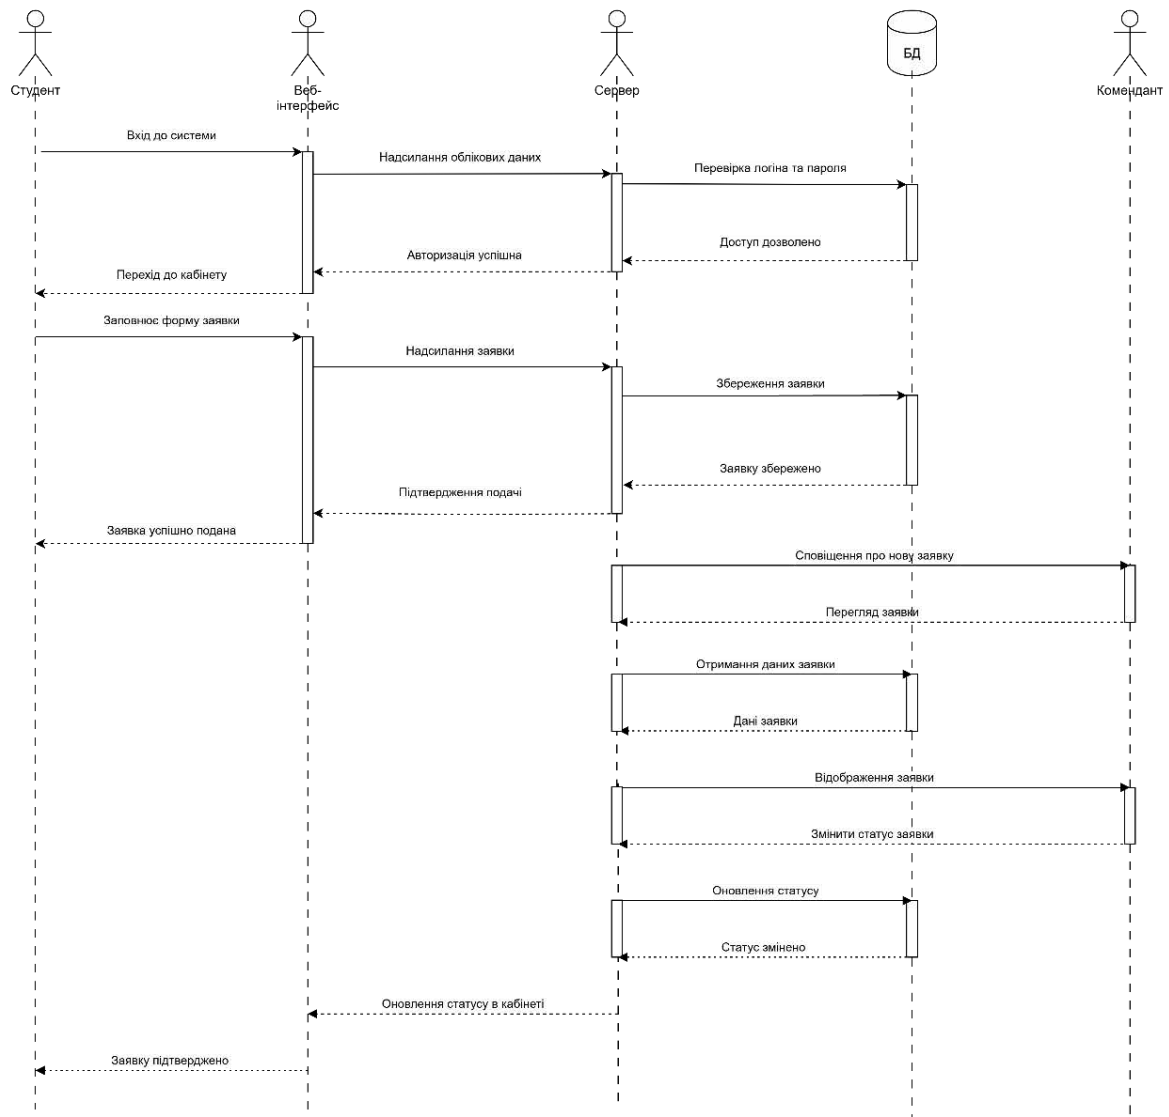 Студент
Веб-
інтерфейс
Сервер
БД
Комендант
Вхід до системи
Надсилання облікових даних
Перевірка логіна та пароля
Доступ дозволено
Авторизація успішна
Перехід до кабінету
Заповнює форму заявки
Надсилання заявки
Збереження заявки
Заявку збережено
Підтвердження подачі
Заявка успішно подана
Сповіщення про нову заявку
Перегляд заявки
Отримання даних заявки
Дані заявки
Відображення заявки
Змінити статус заявки
Оновлення статусу
Статус змінено
Оновлення статусу в кабінеті
Заявку підтверджено